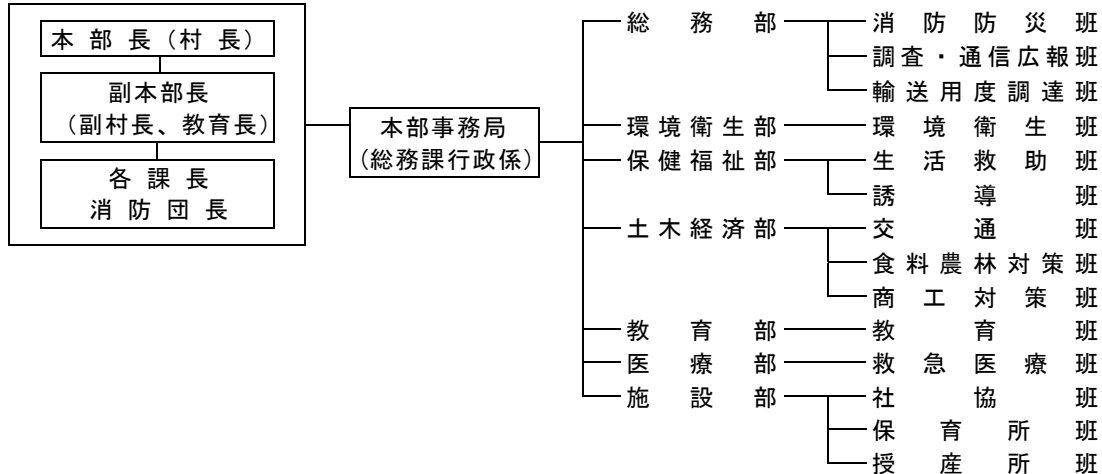 本部長(村長)
副本部長
(副村長、教育長)
各課長
消防団長
本部事務局
(総務課行政係)
総務部
消防防災班
調査・通信広報班
輸送用度調達班
環境衛生部
環境衛生班
保健福祉部
生活救助班
誘導班
土木経済部
交通班
食料農林対策班
商工対策班
教育部
教育班
医療部
救急医療班
施設部
社協班
保育所班
授産所班